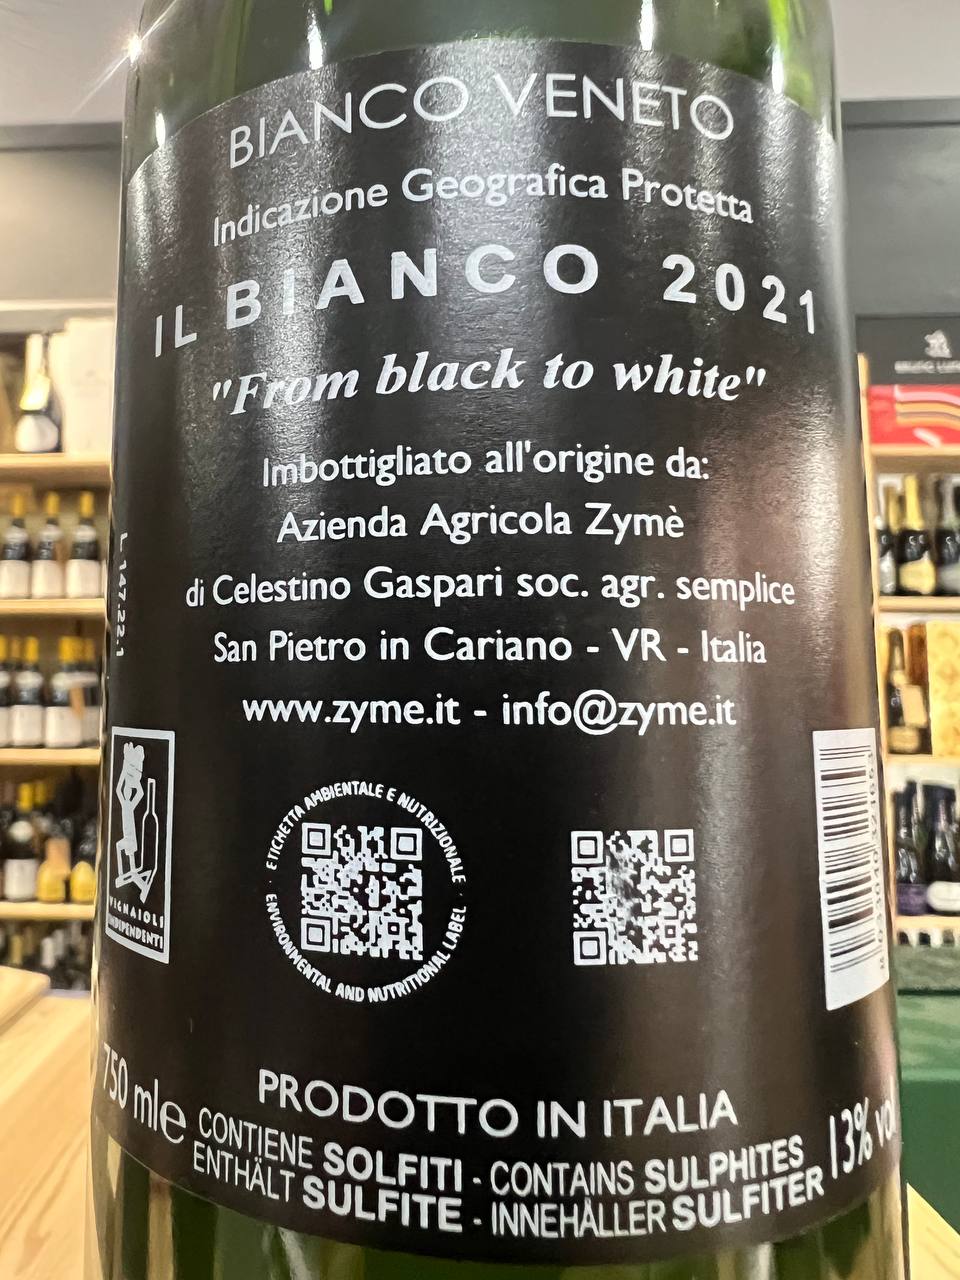 BIANCO VENETO
Indicazione Geografica Protetta
IL BIANCO 2021
"From black to white"
Imbottigliato all'origine da:
Azienda Agricola Zymè
di Celestino Gaspari soc. agr. semplice
San Pietro in Cariano - VR - Italia
www.zyme.it - info@zyme.it
L. 147.22.1
VIGNAIOLI
INDIPENDENTI
ETICHETTA AMBIENTALE E NUTRIZIONALE
ENVIRONMENTAL AND NUTRITIONAL LABEL
750 ml e
PRODOTTO IN ITALIA
CONTIENE SOLFITI - CONTAINS SULPHITES
ENTHÄLT SULFITE - INNEHÅLLER SULFITER
13% vol